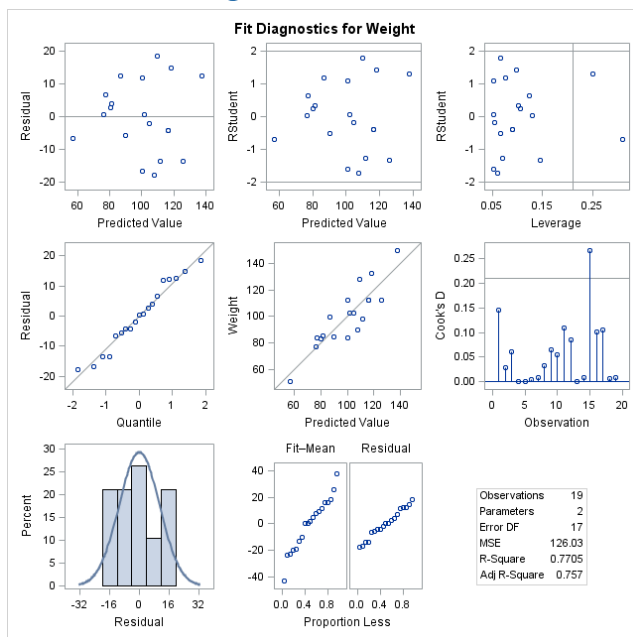 Fit Diagnostics for Weight
20
10
0
-10
-20
Residual
60 80 100 120 140
Predicted Value
2
1
0
-1
-2
RStudent
60 80 100 120 140
Predicted Value
2
1
0
-1
-2
RStudent
0.05 0.15 0.25
Leverage
20
10
0
-10
-20
Residual
-2 -1 0 1 2
Quantile
140
120
100
80
60
Weight
60 80 100 120 140
Predicted Value
0.25
0.20
0.15
0.10
0.05
0.00
Cook's D
0 5 10 15 20
Observation
30
25
20
15
10
5
0
Percent
-32 -16 0 16 32
Residual
Fit–Mean Residual
40
20
0
-20
-40
0.0 0.4 0.8 0.0 0.4 0.8
Proportion Less
Observations 19
Parameters 2
Error DF 17
MSE 126.03
R-Square 0.7705
Adj R-Square 0.757